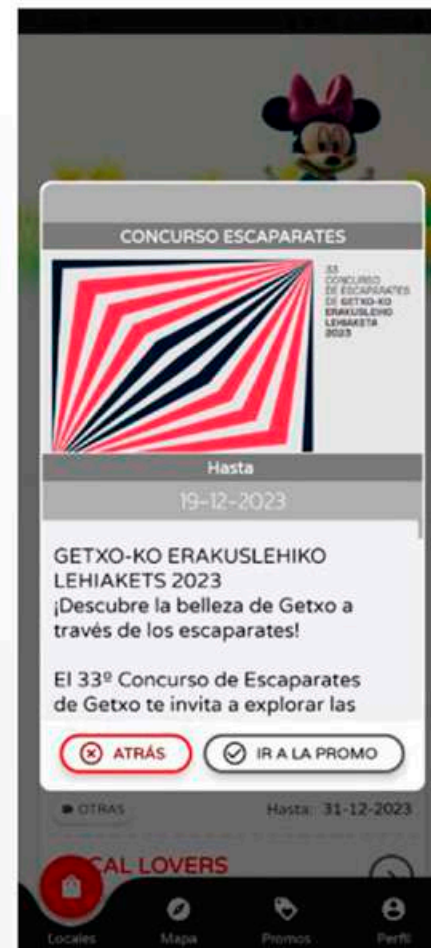 CONCURSO ESCAPARATES
33
CONCURSO
DE ESCAPARATES
DE GETXO-KO
ERAKUSLEIHO
LEHIAKETA
2023
Hasta
19-12-2023
GETXO-KO ERAKUSLEHIKO
LEHIAKETS 2023
¡Descubre la belleza de Getxo a
través de los escaparates!
El 33º Concurso de Escaparates
de Getxo te invita a explorar las
ATRÁS
IR A LA PROMO
OTRAS
Hasta: 31-12-2023
CAL LOVERS
Locales
Mapa
Promos
Perfil